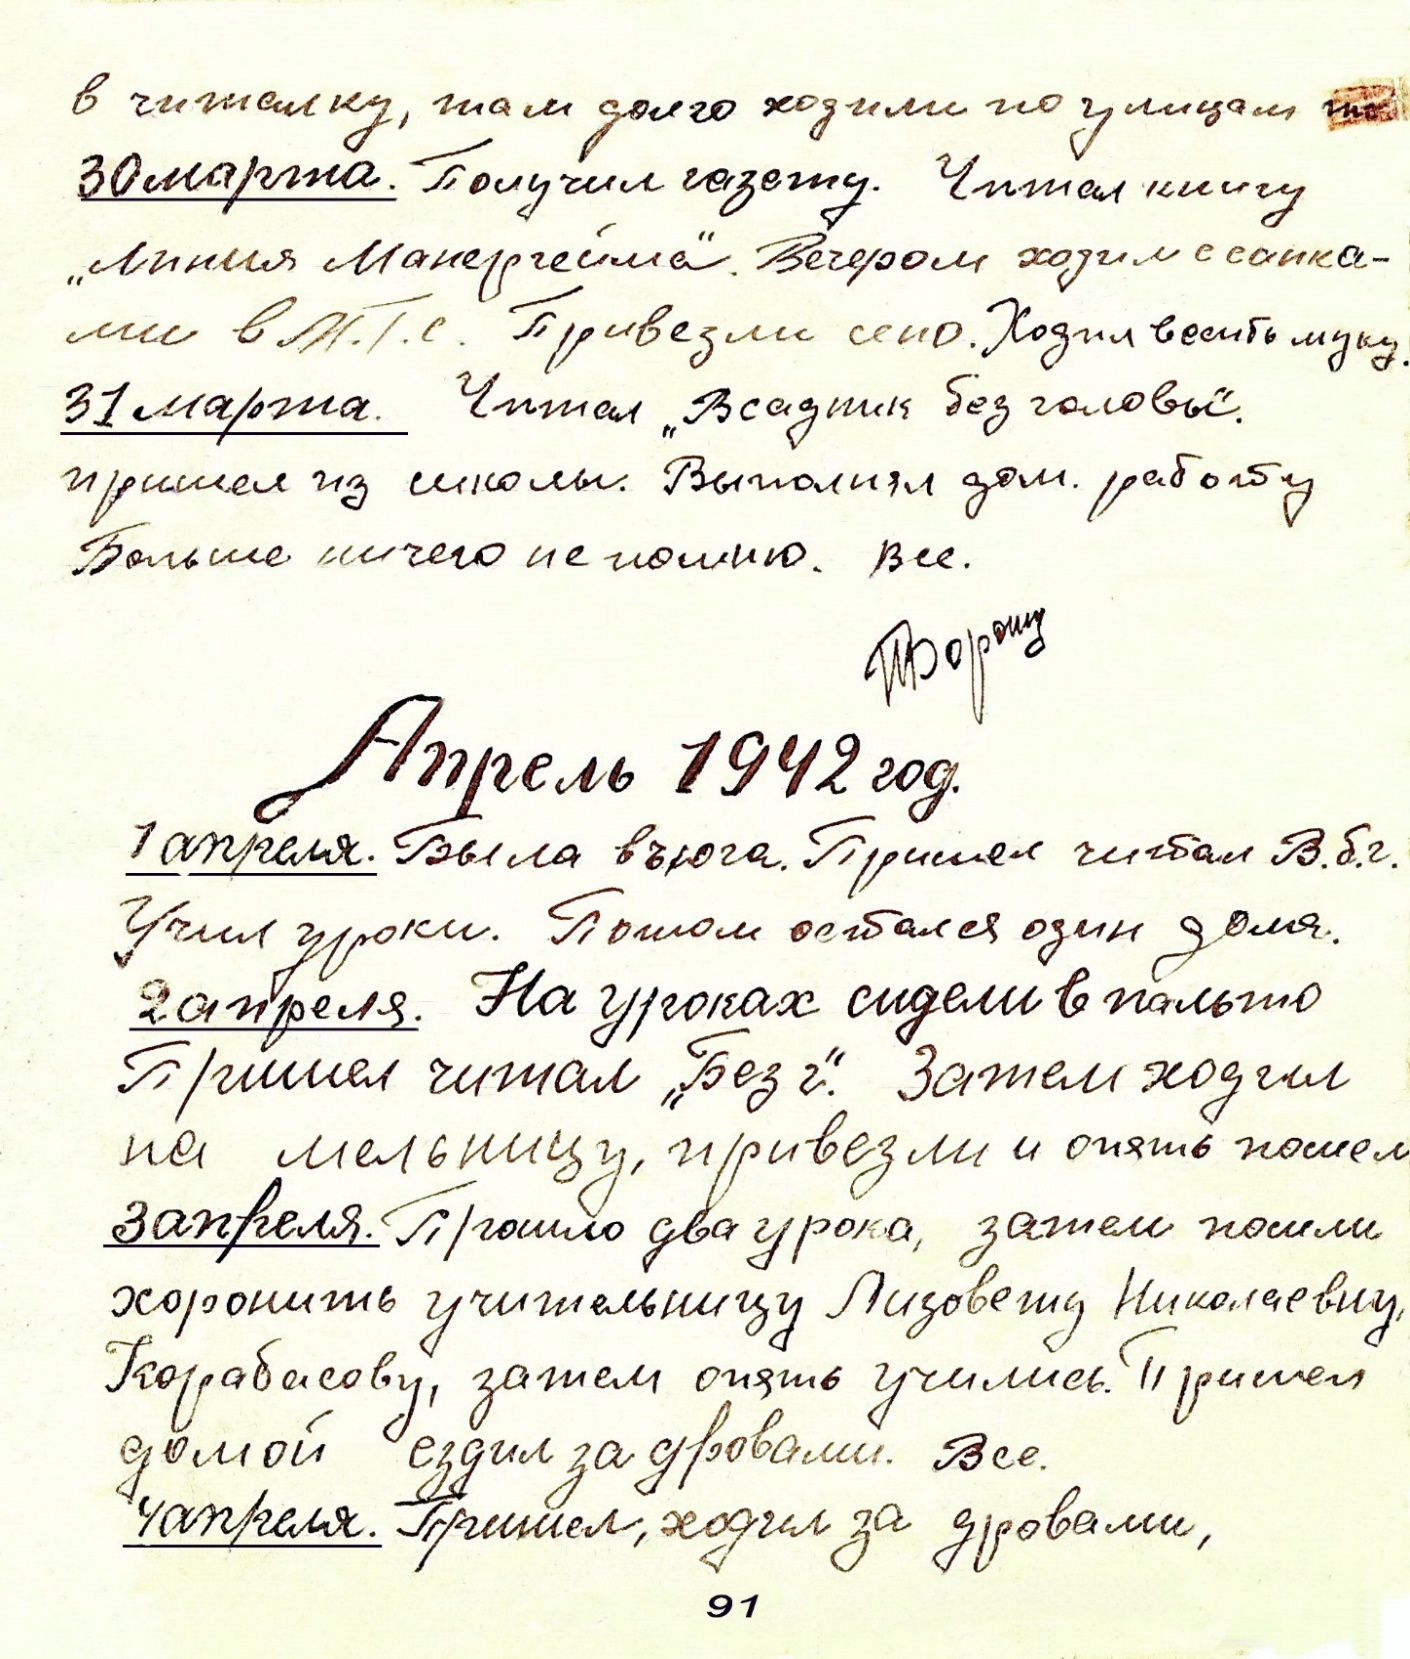 в читалку, там долго ходили по улицам
30 марта. Получил газету. Читал книгу
„Линия Манергейма“. Вечером ходил с санка-
ми в М.Т.С. Привезли сено. Ходил весить муку.
31 марта. Читал „Всадник без головы“.
пришел из школы. Выполнял дом. работу
Больше ничего не помню. Все.
Апрель 1942 год.
1 апреля. Была въюга. Пришел читал В.б.г.
Учил уроки. Потом остался один дома.
2 апреля. На уроках сидели в пальто
Пришел читал „Без г.“ Затем ходил
на мельницу, привезли и опять пошел
3 апреля. Прошло два урока, затем пошли
хоронить учительницу Лизовету Николаевну,
Корабасову, затем опять учились. Пришел
домой ездил за дровами. Все.
4 апреля. Пришел, ходил за дровами,
91